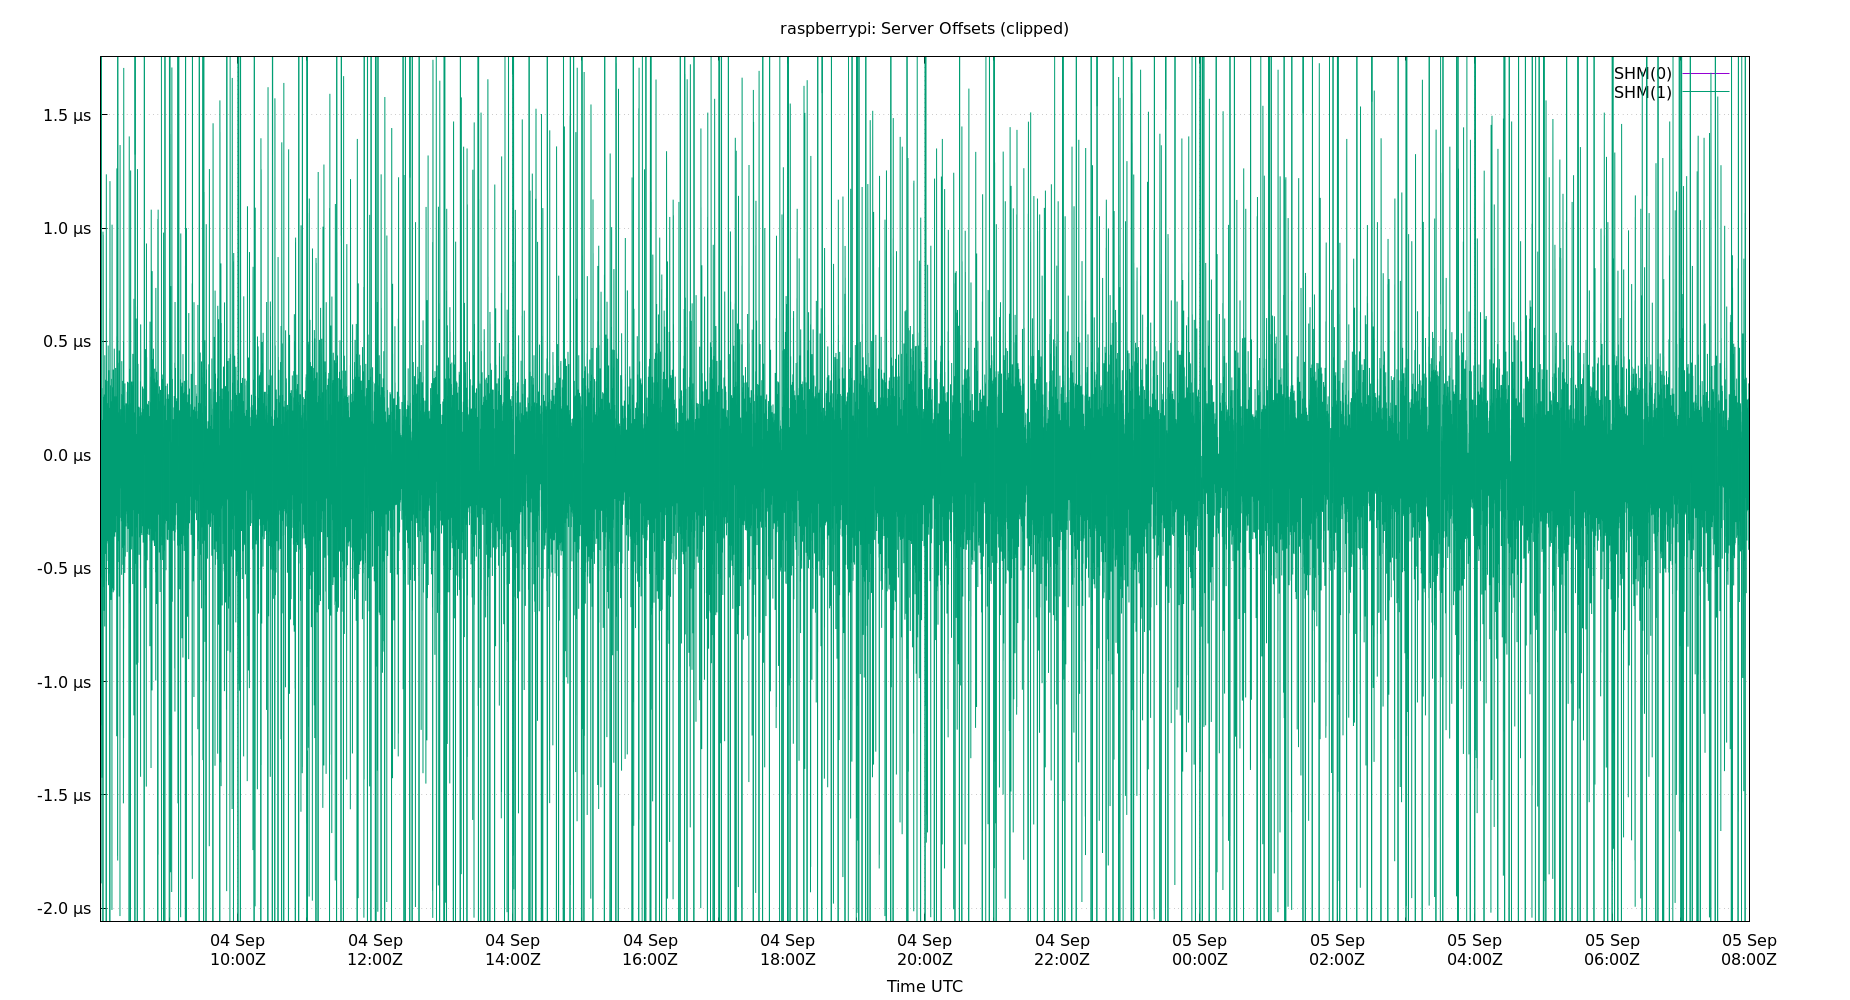 raspberrypi: Server Offsets (clipped)
SHM(0)
SHM(1)
1.5 µs
1.0 µs
0.5 µs
0.0 µs
-0.5 µs
-1.0 µs
-1.5 µs
-2.0 µs
04 Sep 04 Sep 04 Sep 04 Sep 04 Sep 04 Sep 04 Sep 05 Sep 05 Sep 05 Sep 05 Sep 05 Sep
10:00Z 12:00Z 14:00Z 16:00Z 18:00Z 20:00Z 22:00Z 00:00Z 02:00Z 04:00Z 06:00Z 08:00Z
Time UTC